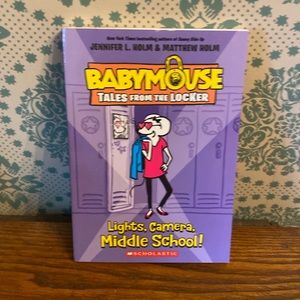 New York Times bestselling authors of Sunny Side Up
JENNIFER L. HOLM & MATTHEW HOLM
BABYMOUSE
TALES FROM THE LOCKER
Lights, Camera,
Middle School!
SCHOLASTIC